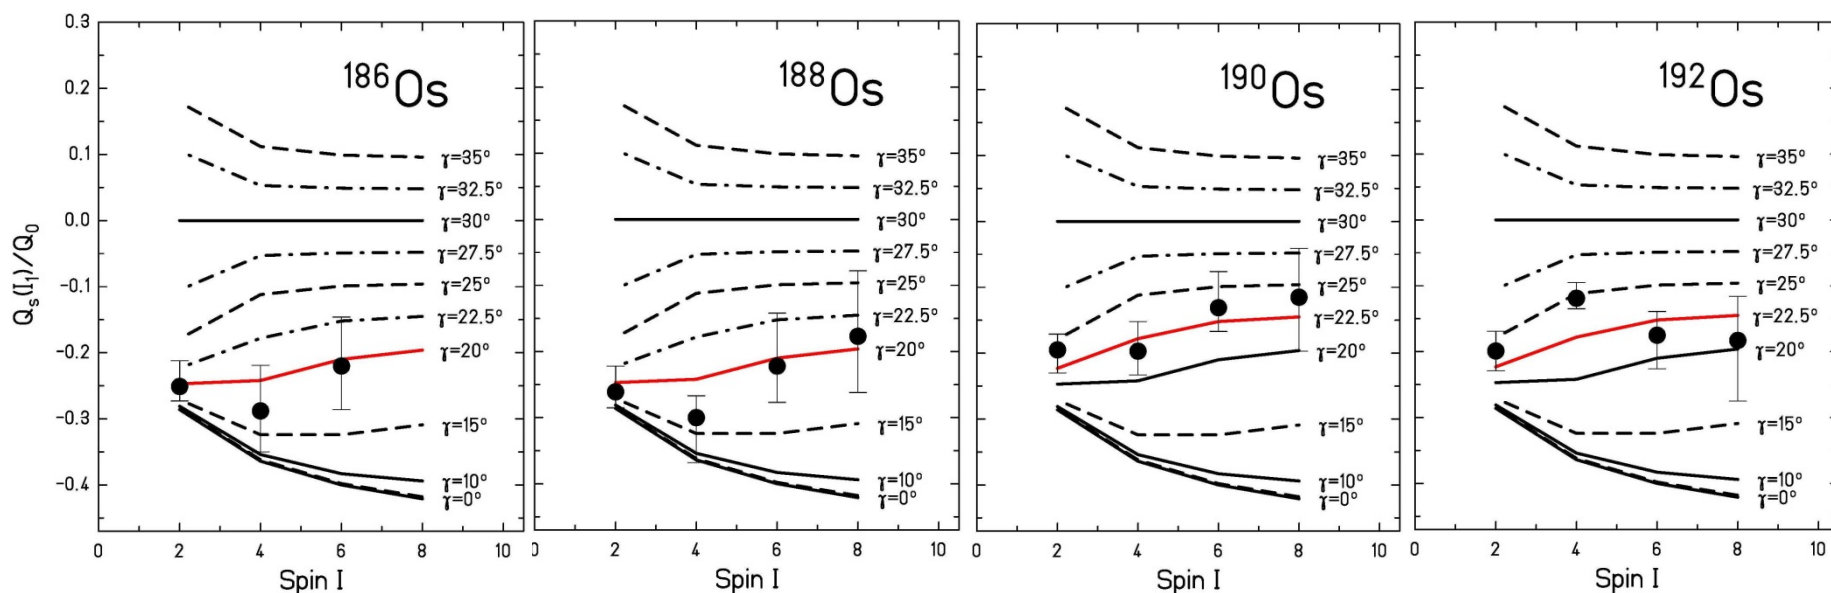 Qₛ(I₁)/Q₀
0.3
0.2
0.1
0.0
-0.1
-0.2
-0.3
-0.4
¹⁸⁶Os
γ=35°
γ=32.5°
γ=30°
γ=27.5°
γ=25°
γ=22.5°
γ=20°
γ=15°
γ=10°
γ=0°
0 2 4 6 8
Spin I
¹⁸⁸Os
γ=35°
γ=32.5°
γ=30°
γ=27.5°
γ=25°
γ=22.5°
γ=20°
γ=15°
γ=10°
γ=0°
0 2 4 6 8 10
Spin I
¹⁹⁰Os
γ=35°
γ=32.5°
γ=30°
γ=27.5°
γ=25°
γ=22.5°
γ=20°
γ=15°
γ=10°
γ=0°
0 2 4 6 8 10
Spin I
¹⁹²Os
γ=35°
γ=32.5°
γ=30°
γ=27.5°
γ=25°
γ=22.5°
γ=20°
γ=15°
γ=10°
γ=0°
0 2 4 6 8 10
Spin I